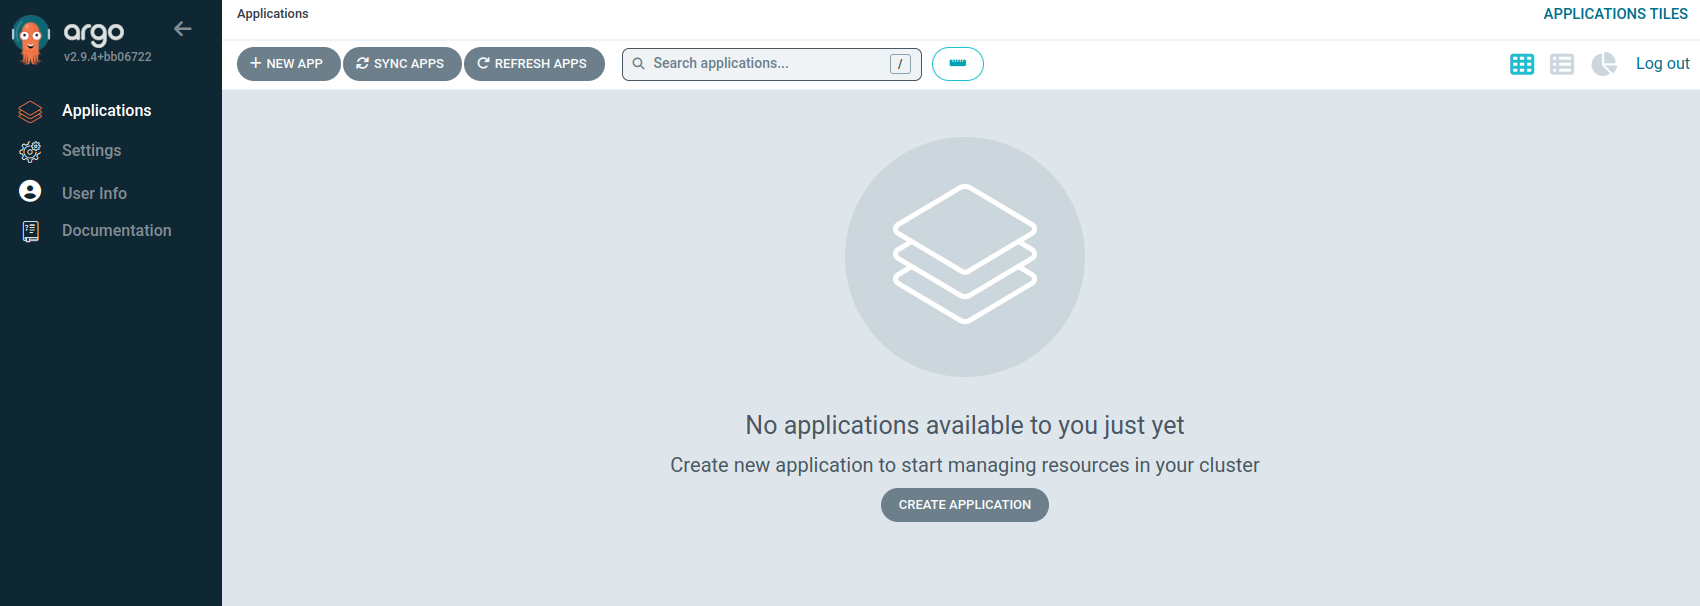 argo
v2.9.4+bb06722
Applications
Settings
User Info
Documentation
Applications
APPLICATIONS TILES
+ NEW APP
SYNC APPS
REFRESH APPS
Search applications...
/
Log out
No applications available to you just yet
Create new application to start managing resources in your cluster
CREATE APPLICATION